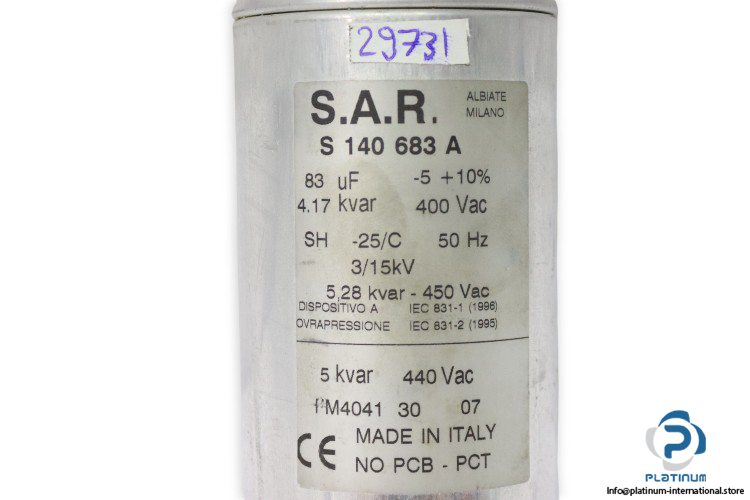 29731
S.A.R.
ALBIATE
MILANO
S 140 683 A
83 uF -5 +10%
4.17 kvar 400 Vac
SH -25/C 50 Hz
3/15kV
5,28 kvar - 450 Vac
DISPOSITIVO A IEC 831-1 (1996)
OVRAPRESSIONE IEC 831-2 (1995)
5 kvar 440 Vac
M4041 30 07
CE MADE IN ITALY
NO PCB - PCT
PLATINUM
Info@platinum-international.store